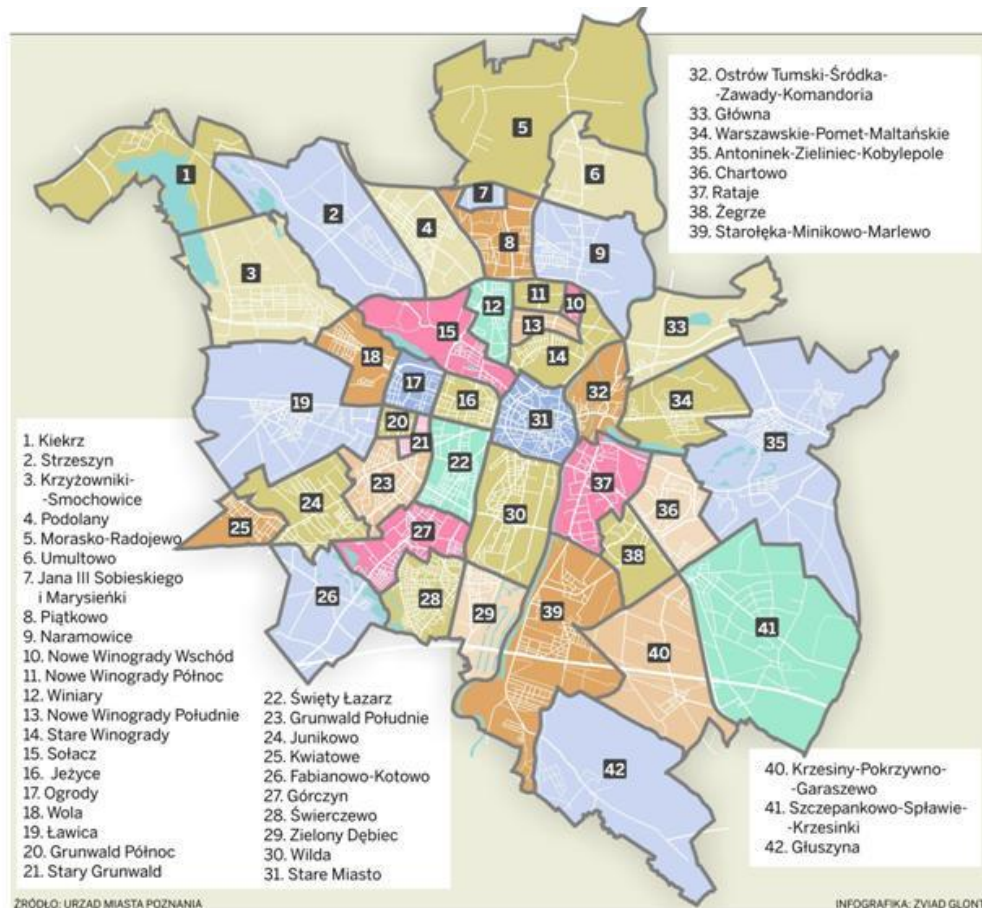 32. Ostrów Tumski-Śródka-
-Zawady-Komandoria
33. Główna
34. Warszawskie-Pomet-Maltańskie
35. Antoninek-Zieliniec-Kobylepole
36. Chartowo
37. Rataje
38. Żegrze
39. Starołęka-Minikowo-Marlewo
5
6
1
7
2
4
8
9
3
11
10
12
13
33
15
14
18
17
16
32
34
19
31
20
21
35
22
23
37
24
36
30
25
27
38
26
28
29
39
41
40
42
1. Kiekrz
2. Strzeszyn
3. Krzyżowniki-
-Smochowice
4. Podolany
5. Morasko-Radojewo
6. Umultowo
7. Jana III Sobieskiego
i Marysieńki
8. Piątkowo
9. Naramowice
10. Nowe Winogrady Wschód
11. Nowe Winogrady Północ
12. Winiary
13. Nowe Winogrady Południe
14. Stare Winogrady
15. Sołacz
16. Jeżyce
17. Ogrody
18. Wola
19. Ławica
20. Grunwald Północ
21. Stary Grunwald
22. Święty Łazarz
23. Grunwald Południe
24. Junikowo
25. Kwiatowe
26. Fabianowo-Kotowo
27. Górczyn
28. Świerczewo
29. Zielony Dębiec
30. Wilda
31. Stare Miasto
40. Krzesiny-Pokrzywno-
-Garaszewo
41. Szczepankowo-Spławie-
-Krzesinki
42. Głuszyna
ŹRÓDŁO: URZĄD MIASTA POZNANIA
INFOGRAFIKA: ZVIAD GLONT